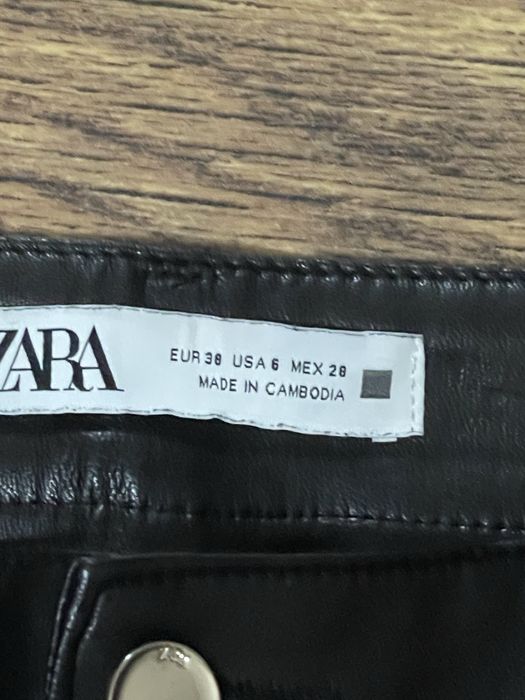 ZARA
EUR 38 USA 6 MEX 28
MADE IN CAMBODIA